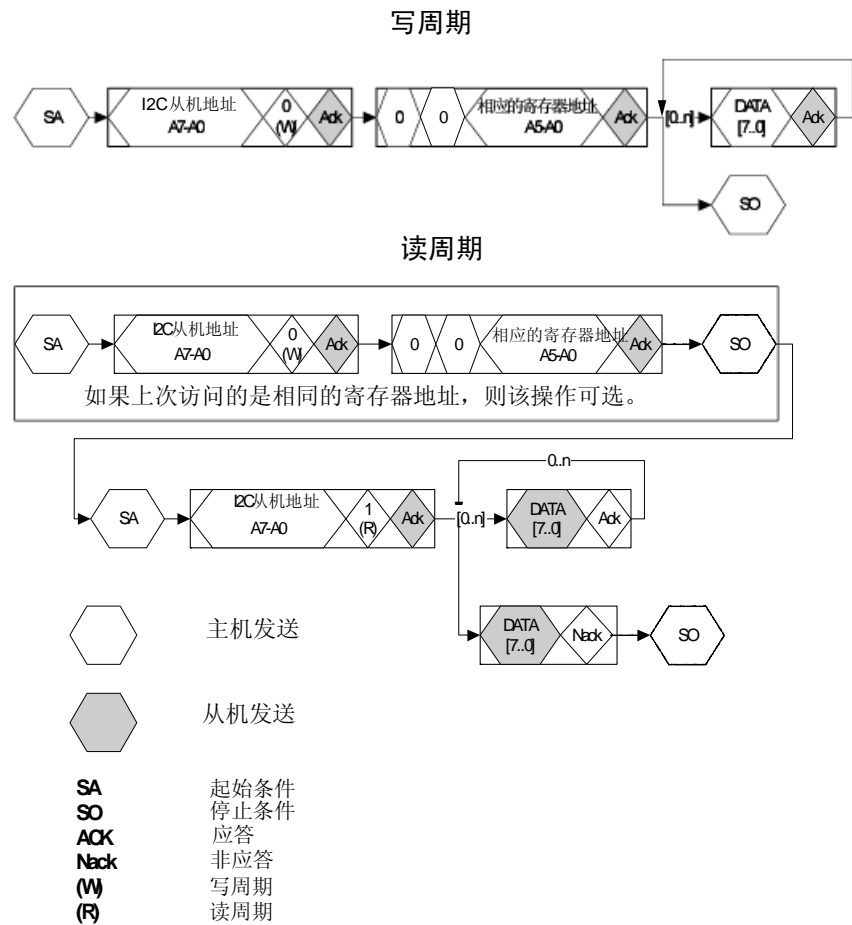 写周期
SA
I2C从机地址
A7-A0
0
(W)
Ack
0
0
相应的寄存器地址
A5-A0
Ack
[0..n]
DATA
[7..0]
Ack
SO
读周期
SA
I2C从机地址
A7-A0
0
(W)
Ack
0
0
相应的寄存器地址
A5-A0
Ack
SO
如果上次访问的是相同的寄存器地址，则该操作可选。
0..n
SA
I2C从机地址
A7-A0
1
(R)
Ack
[0..n]
DATA
[7..0]
Ack
DATA
[7..0]
Nack
SO
主机发送
从机发送
SA 起始条件
SO 停止条件
ACK 应答
Nack 非应答
(W) 写周期
(R) 读周期